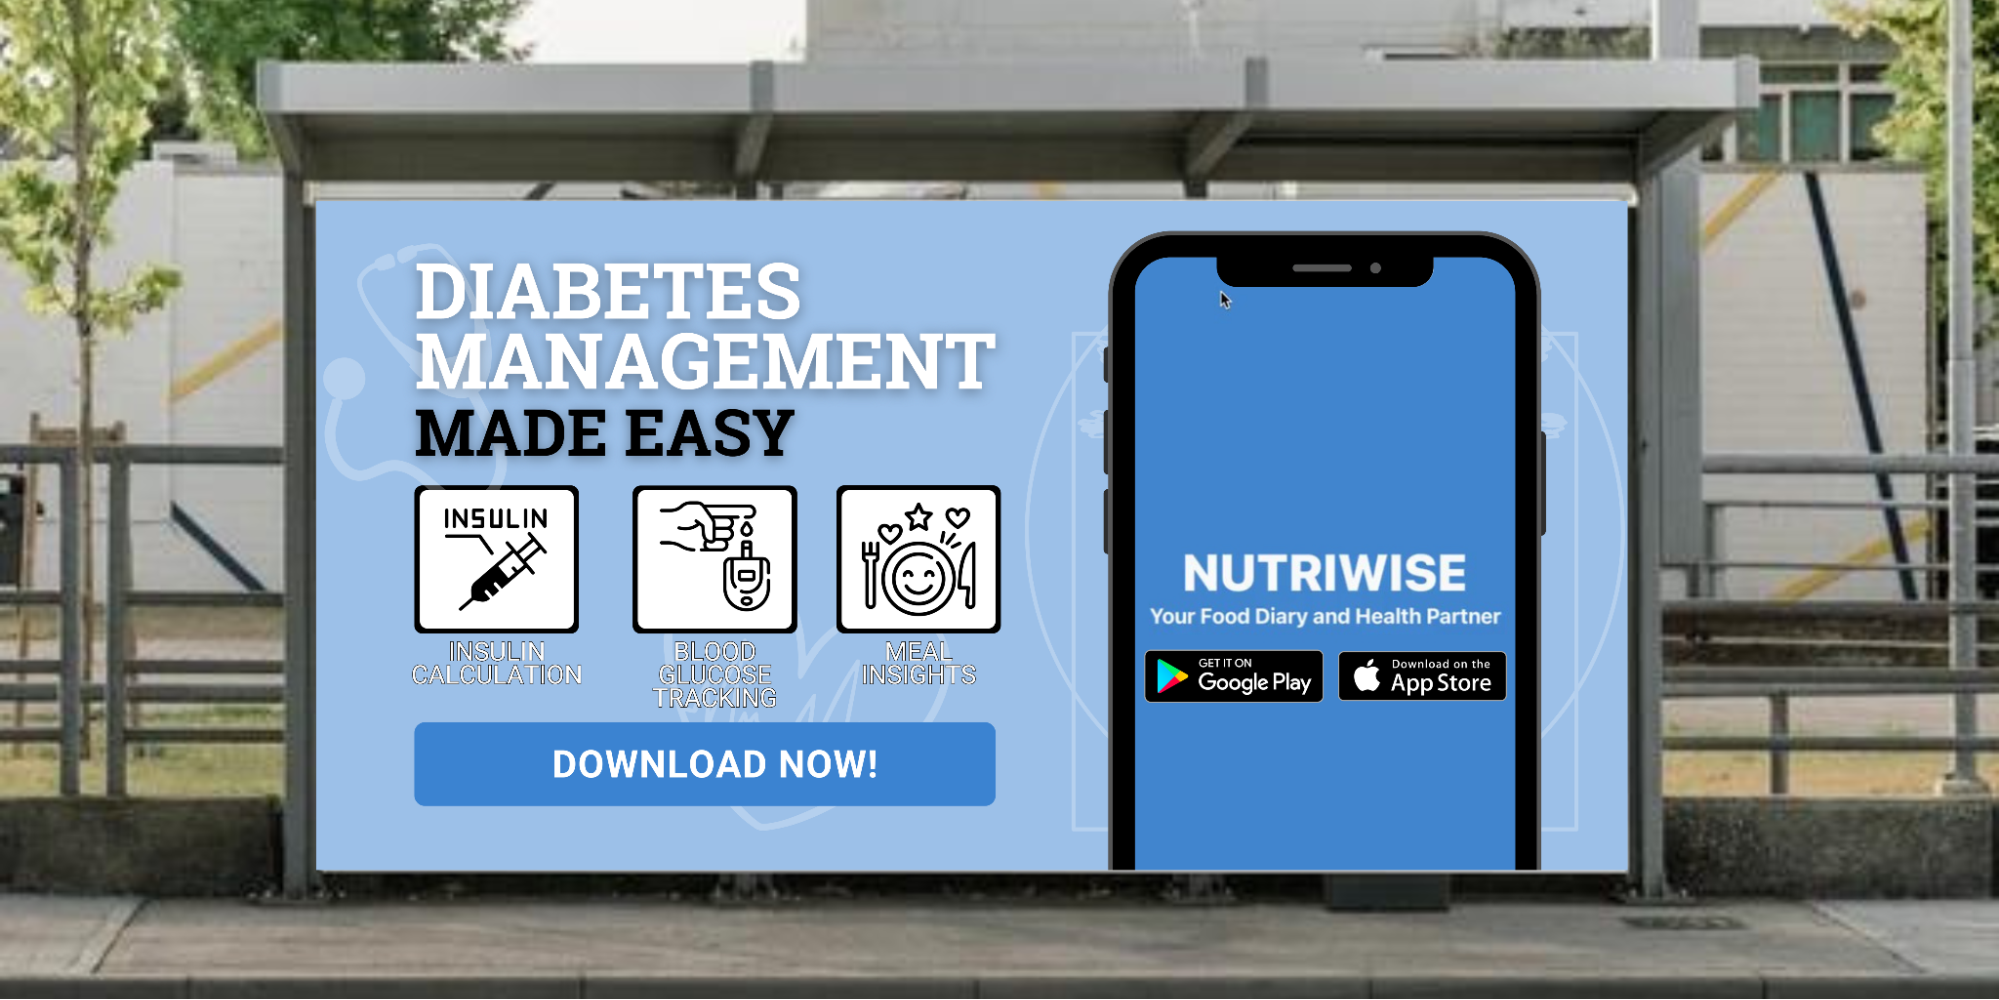 DIABETES
MANAGEMENT
MADE EASY
INSULIN
INSULIN
CALCULATION
BLOOD
GLUCOSE
TRACKING
MEAL
INSIGHTS
DOWNLOAD NOW!
NUTRIWISE
Your Food Diary and Health Partner
GET IT ON
Google Play
Download on the
App Store